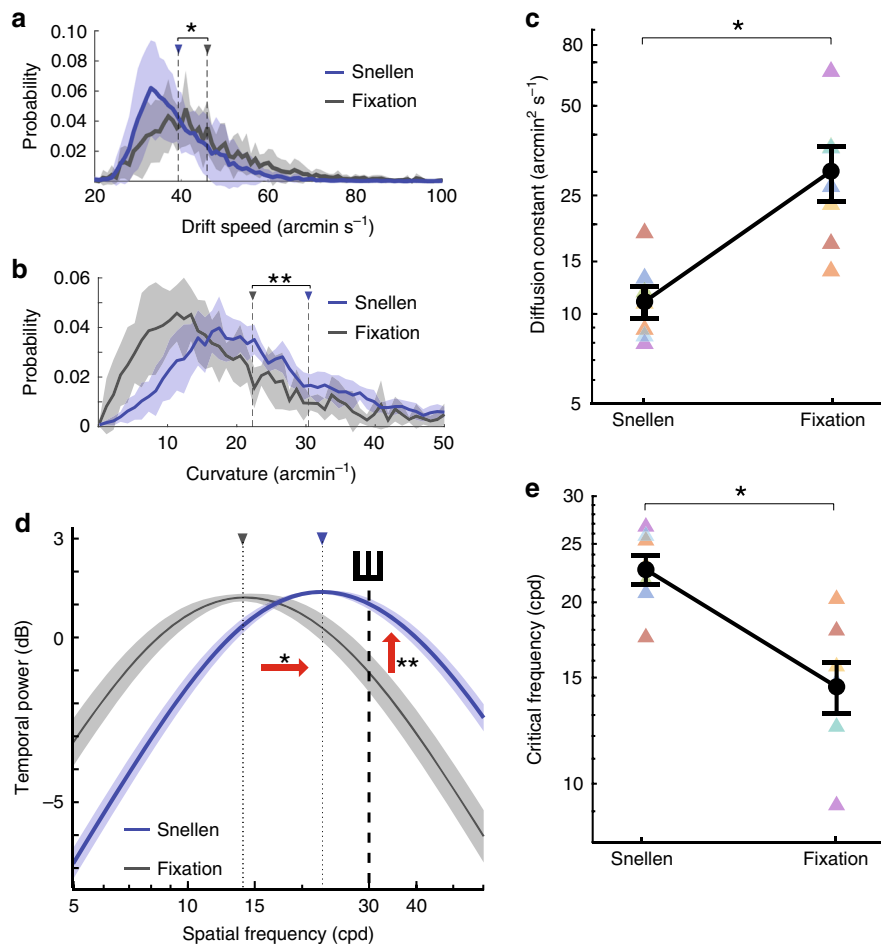 a
*
0.10
0.08
0.06
0.04
0.02
Probability
Snellen
Fixation
20
40
60
80
100
Drift speed (arcmin s⁻¹)
b
**
0.06
0.04
0.02
0
Probability
Snellen
Fixation
10
20
30
40
50
Curvature (arcmin⁻¹)
c
*
80
50
25
15
10
5
Diffusion constant (arcmin² s⁻¹)
Snellen
Fixation
d
3
0
−5
Temporal power (dB)
*
**
Snellen
Fixation
5
10
15
30
40
Spatial frequency (cpd)
e
*
30
25
20
15
10
Critical frequency (cpd)
Snellen
Fixation